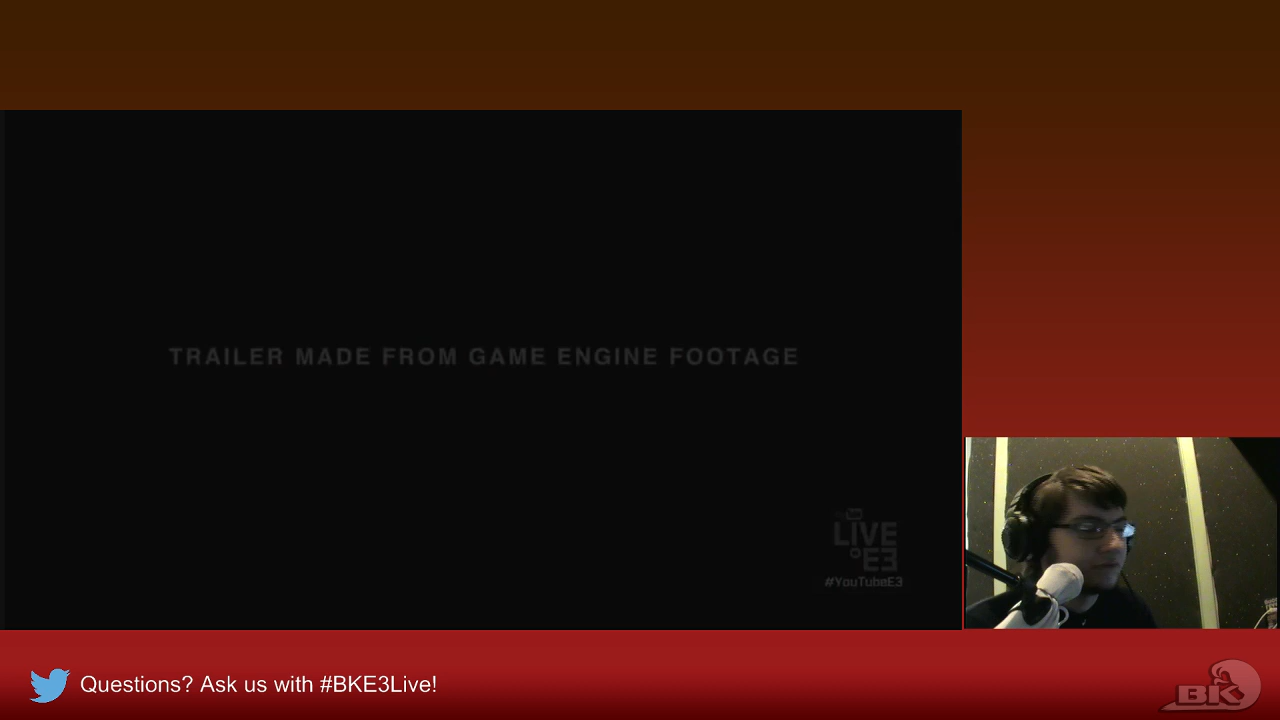 TRAILER MADE FROM GAME ENGINE FOOTAGE
LIVE
@E3
#YouTubeE3
Questions? Ask us with #BKE3Live!
BK